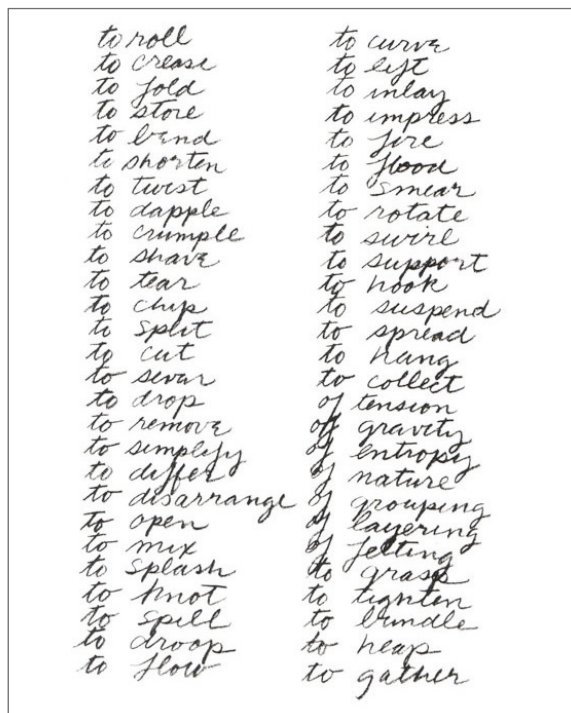 to roll
to crease
to fold
to store
to bend
to shorten
to twist
to dapple
to crumple
to shave
to tear
to chip
to split
to cut
to sever
to drop
to remove
to simplify
to differ
to disarrange
to open
to mix
to splash
to knot
to spill
to droop
to flow
to curve
to lift
to inlay
to impress
to fire
to flood
to smear
to rotate
to swirl
to support
to hook
to suspend
to spread
to hang
to collect
of tension
of gravity
of entropy
of nature
of grouping
of layering
of felting
to grasp
to tighten
to bundle
to heap
to gather